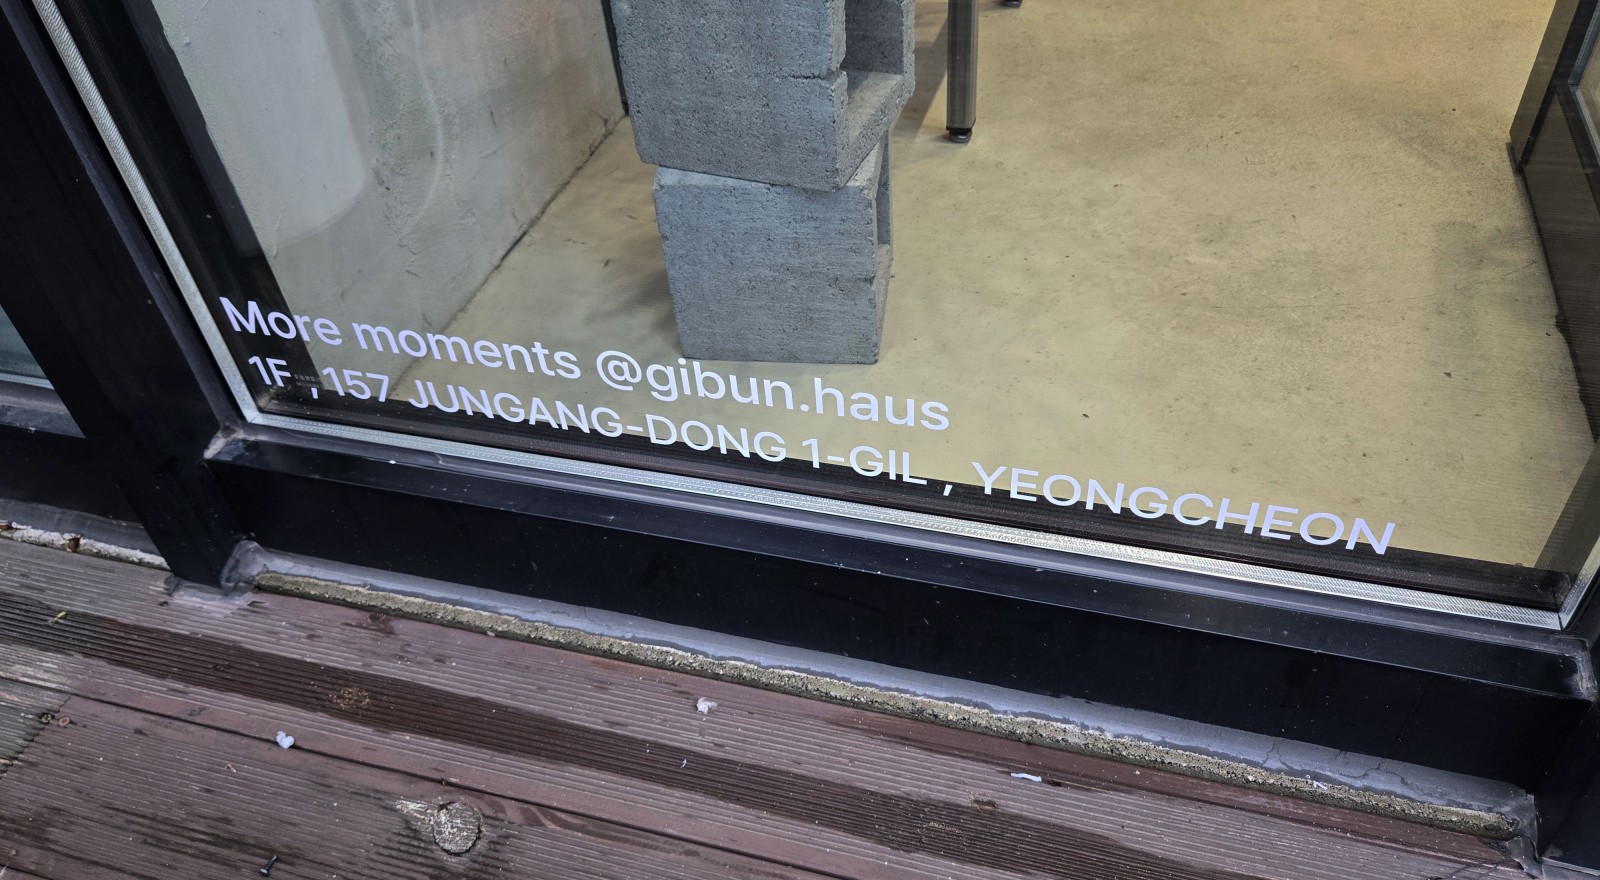 More moments @gibun.haus
1F ,157 JUNGANG-DONG 1-GIL , YEONGCHEON